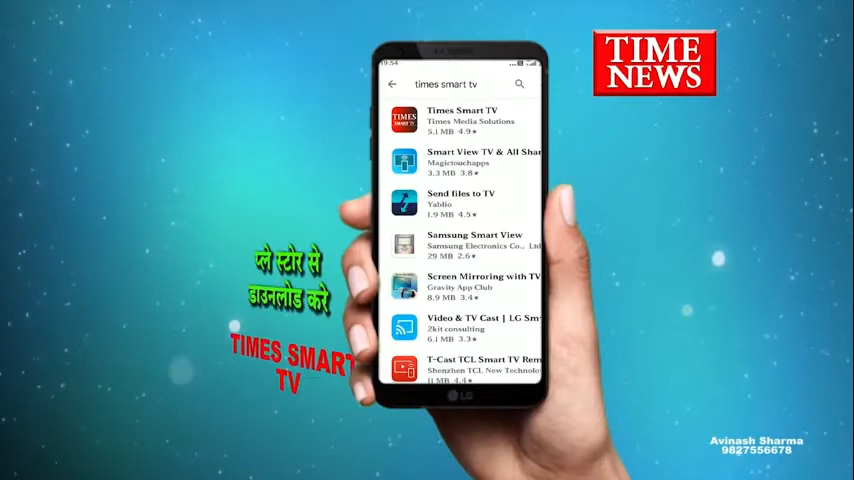 TIME
NEWS
19:54
times smart tv
Times Smart TV
Times Media Solutions
5.1 MB 4.9★
Smart View TV & All Shar
Magictouchapps
3.3 MB 3.8★
Send files to TV
Yablio
1.9 MB 4.5★
Samsung Smart View
Samsung Electronics Co., Ltd
29 MB 2.6★
Screen Mirroring with TV
Gravity App Club
8.9 MB 3.4★
Video & TV Cast | LG Sm
2kit consulting
6.1 MB 3.3★
T-Cast TCL Smart TV Rem
Shenzhen TCL New Technolo
11 MB 4.4★
LG
प्ले स्टोर से
डाउनलोड करे
TIMES SMART
TV
Avinash Sharma
9827556678